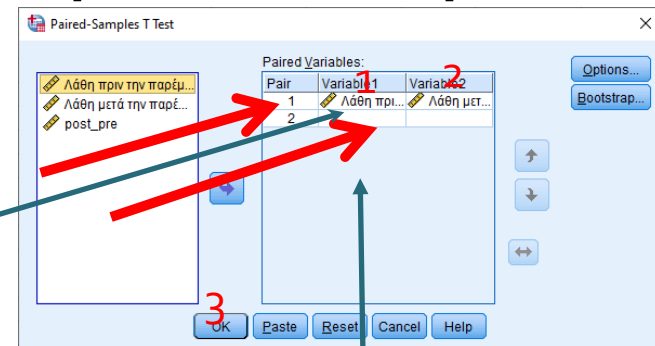 Paired-Samples T Test
Paired Variables:
Λάθη πριν την παρέμ...
Λάθη μετά την παρέ...
post_pre
Pair Variable1 Variable2
1 Λάθη πρι... Λάθη μετ...
2
1
2
Options...
Bootstrap...
3
OK Paste Reset Cancel Help